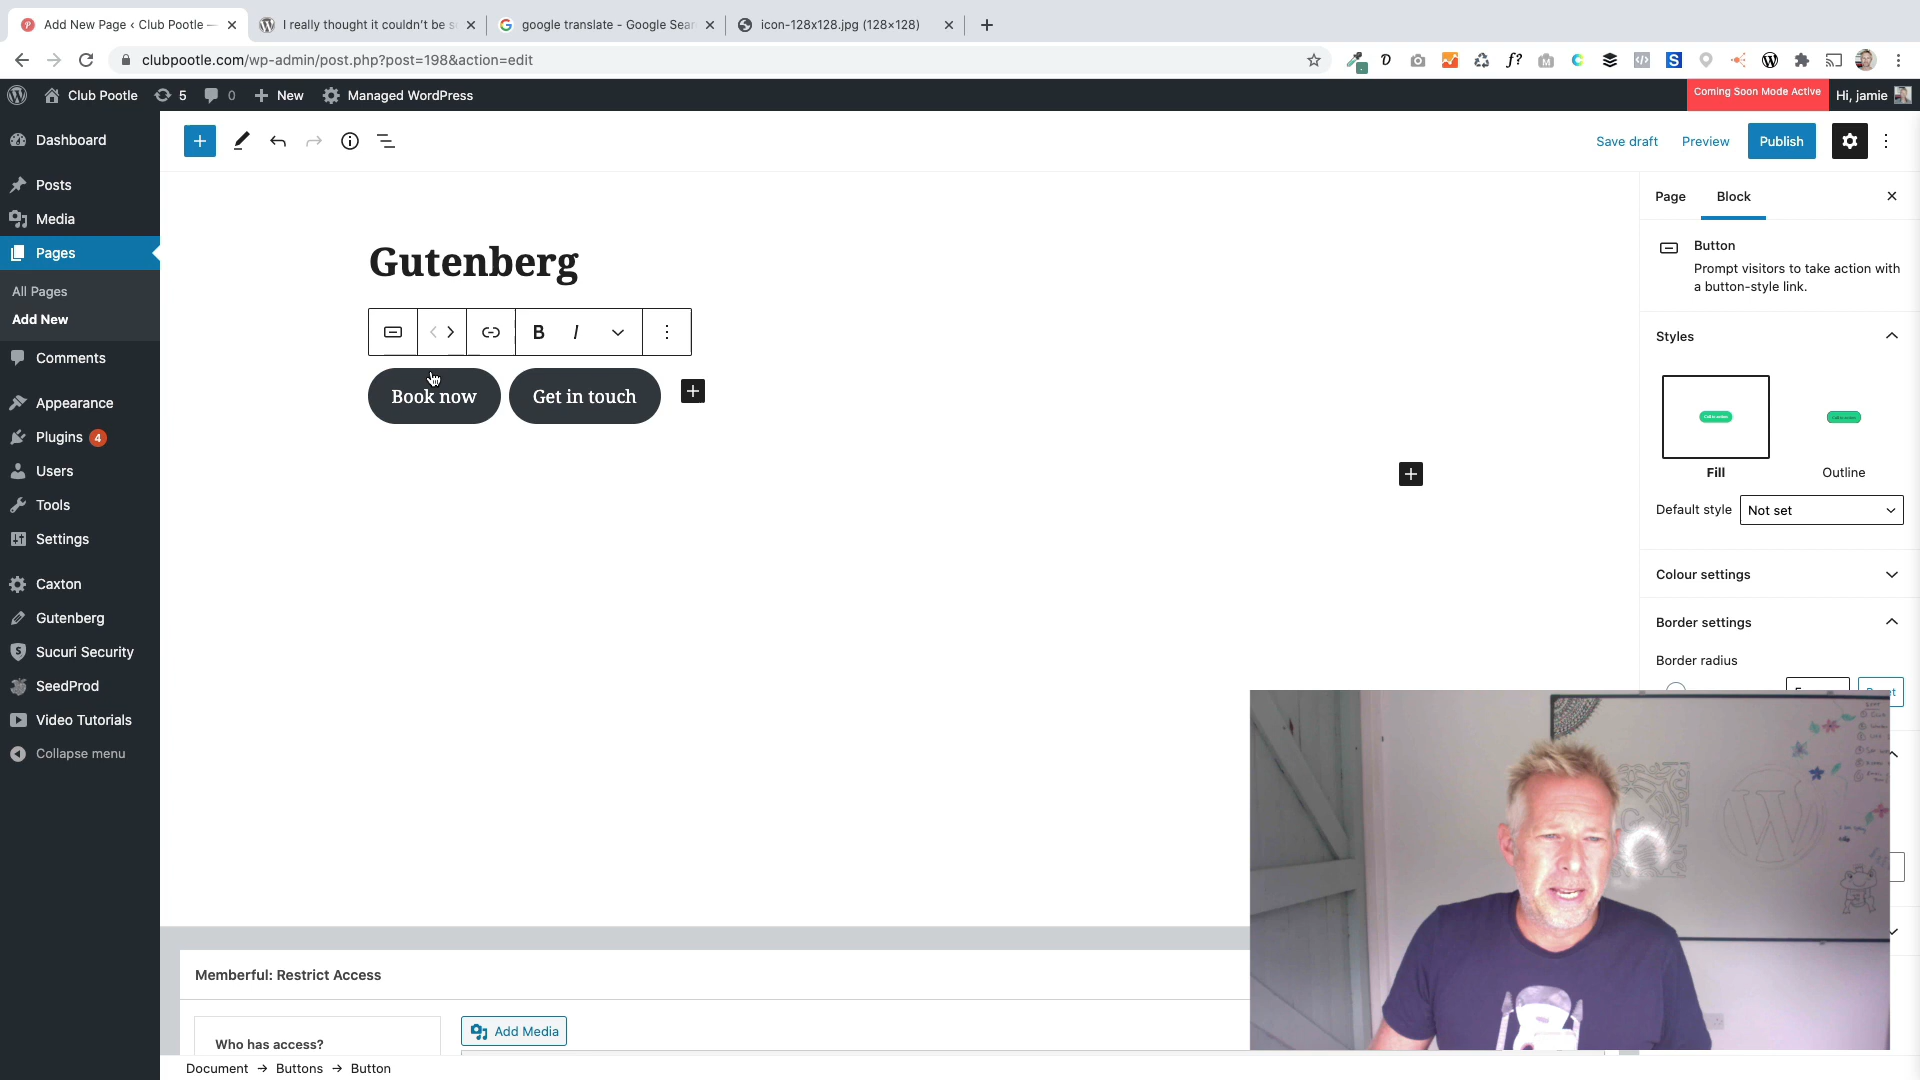 Add New Page ‹ Club Pootle —
I really thought it couldn't be
google translate - Google Sear
icon-128x128.jpg (128×128)
clubpootle.com/wp-admin/post.php?post=198&action=edit
Club Pootle
5
0
New
Managed WordPress
Coming Soon Mode Active
Hi, jamie
Dashboard
Posts
Media
Pages
All Pages
Add New
Comments
Appearance
Plugins 4
Users
Tools
Settings
Caxton
Gutenberg
Sucuri Security
SeedProd
Video Tutorials
Collapse menu
Save draft
Preview
Publish
Gutenberg
B I
Book now
Get in touch
Page
Block
Button
Prompt visitors to take action with
a button-style link.
Styles
Fill
Outline
Default style
Not set
Colour settings
Border settings
Border radius
Memberful: Restrict Access
Who has access?
Add Media
Document → Buttons → Button